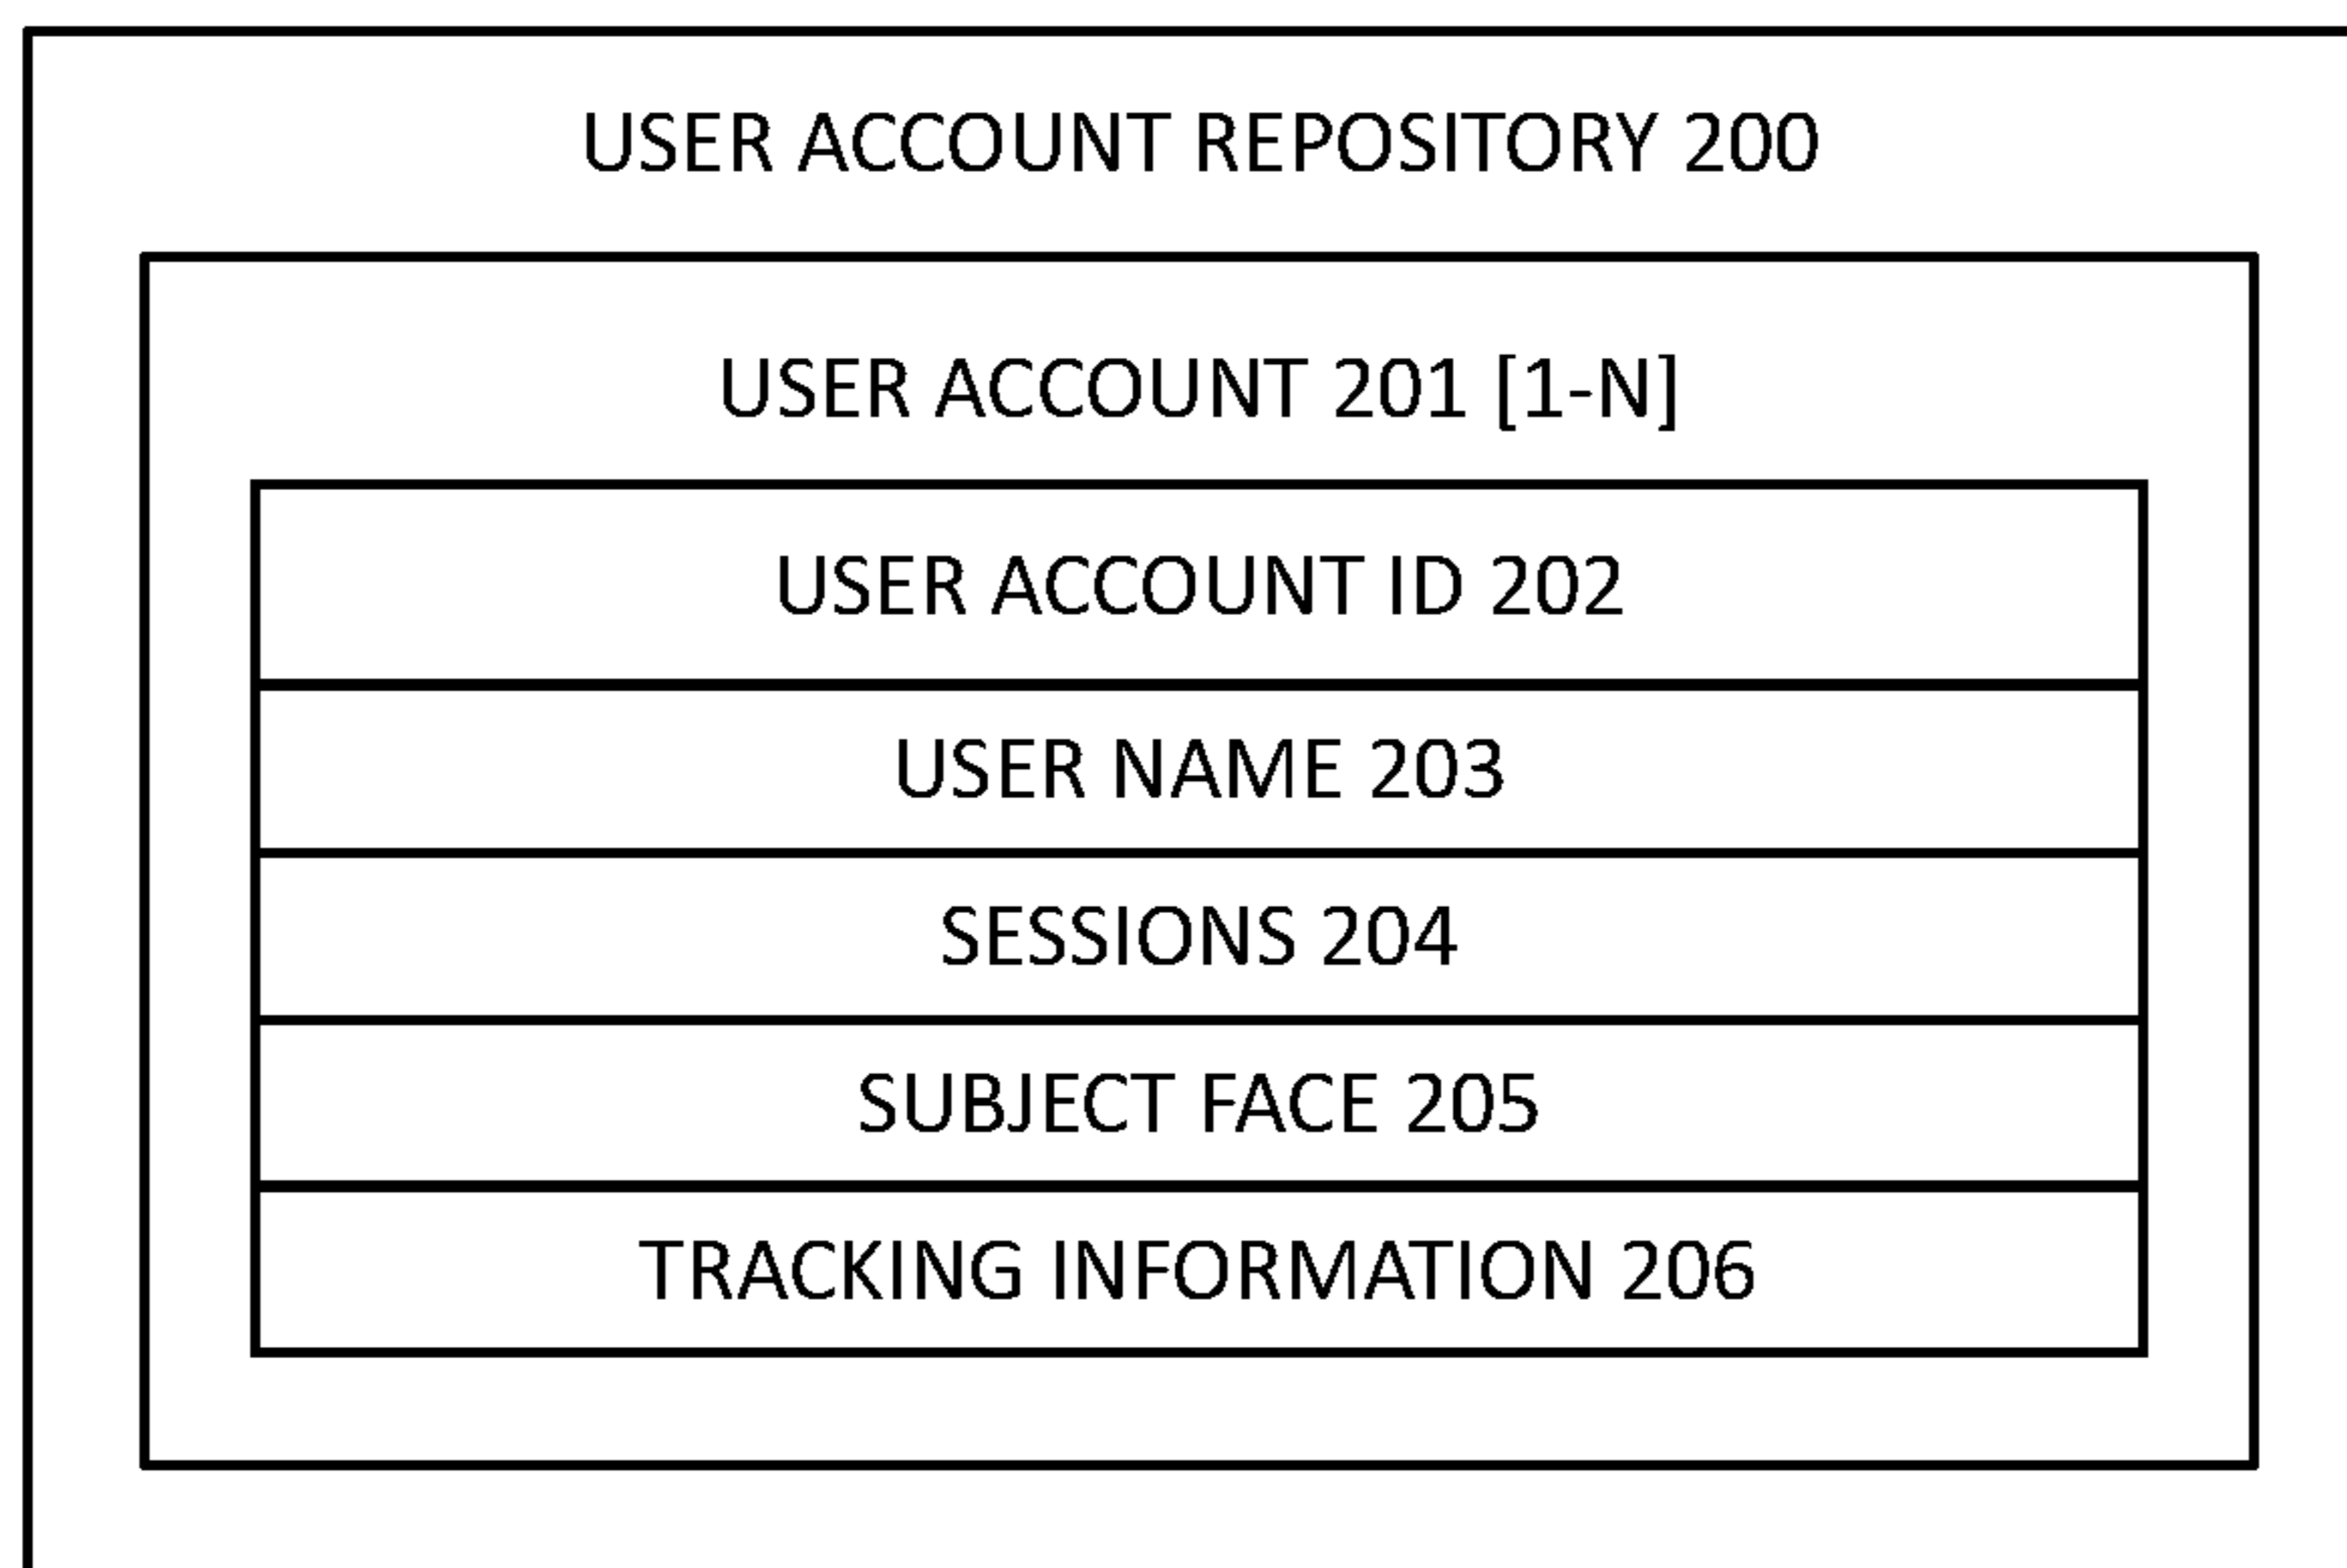 USER ACCOUNT REPOSITORY 200
USER ACCOUNT 201 [1-N]
USER ACCOUNT ID 202
USER NAME 203
SESSIONS 204
SUBJECT FACE 205
TRACKING INFORMATION 206